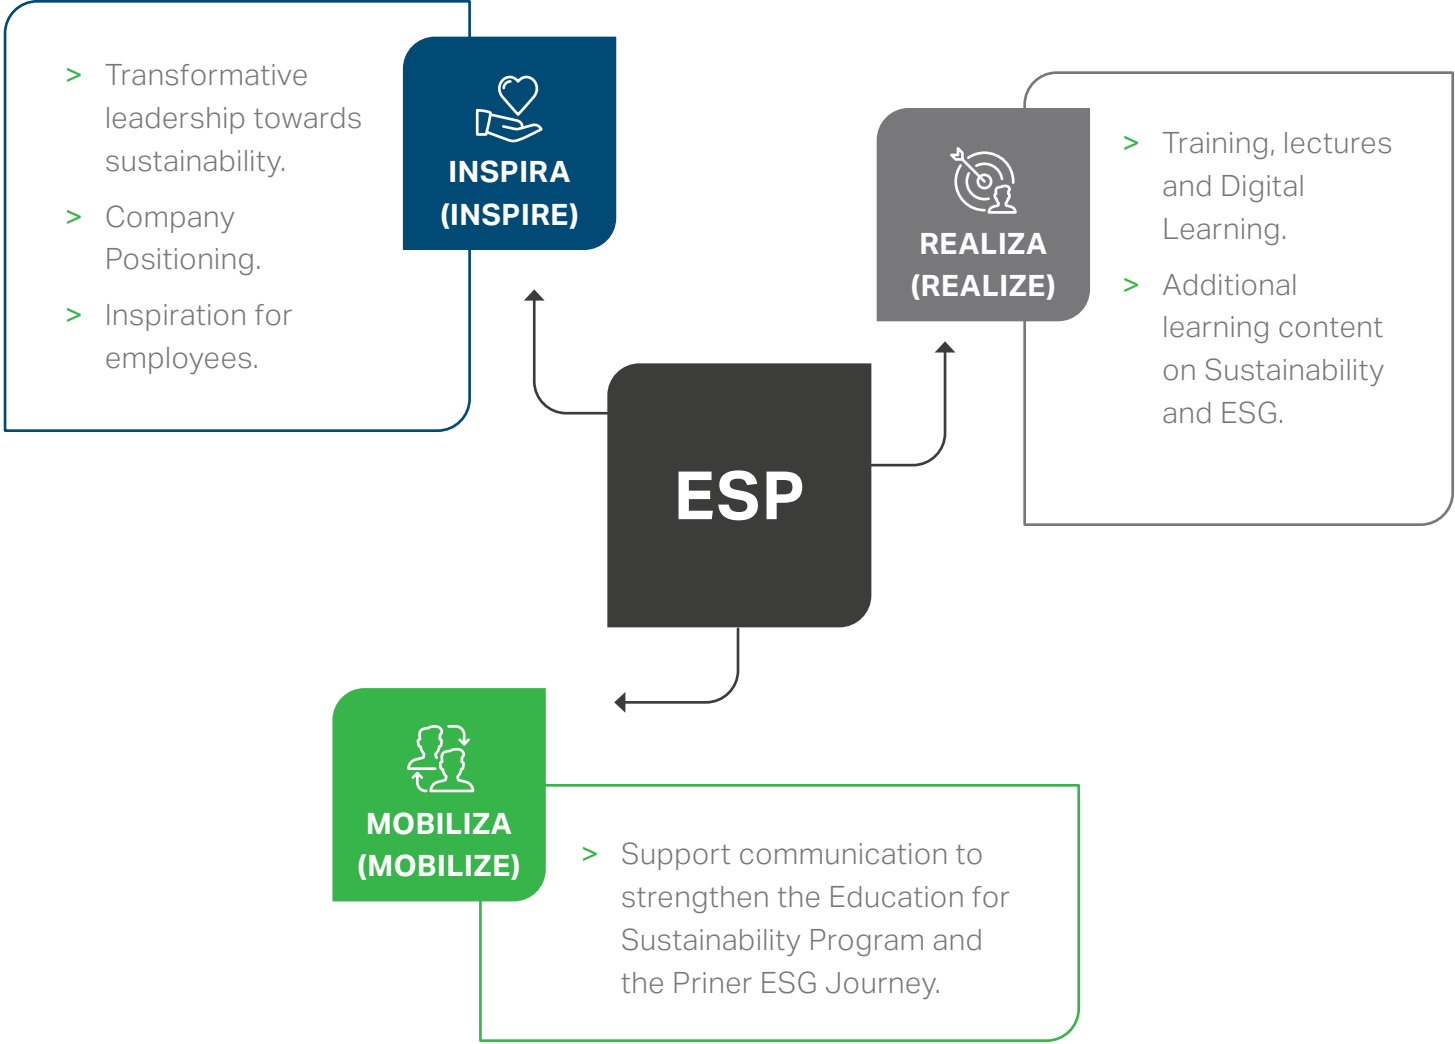 > Transformative
leadership towards
sustainability.
> Company
Positioning.
> Inspiration for
employees.
INSPIRA
(INSPIRE)
REALIZA
(REALIZE)
> Training, lectures
and Digital
Learning.
> Additional
learning content
on Sustainability
and ESG.
ESP
MOBILIZA
(MOBILIZE)
> Support communication to
strengthen the Education for
Sustainability Program and
the Priner ESG Journey.